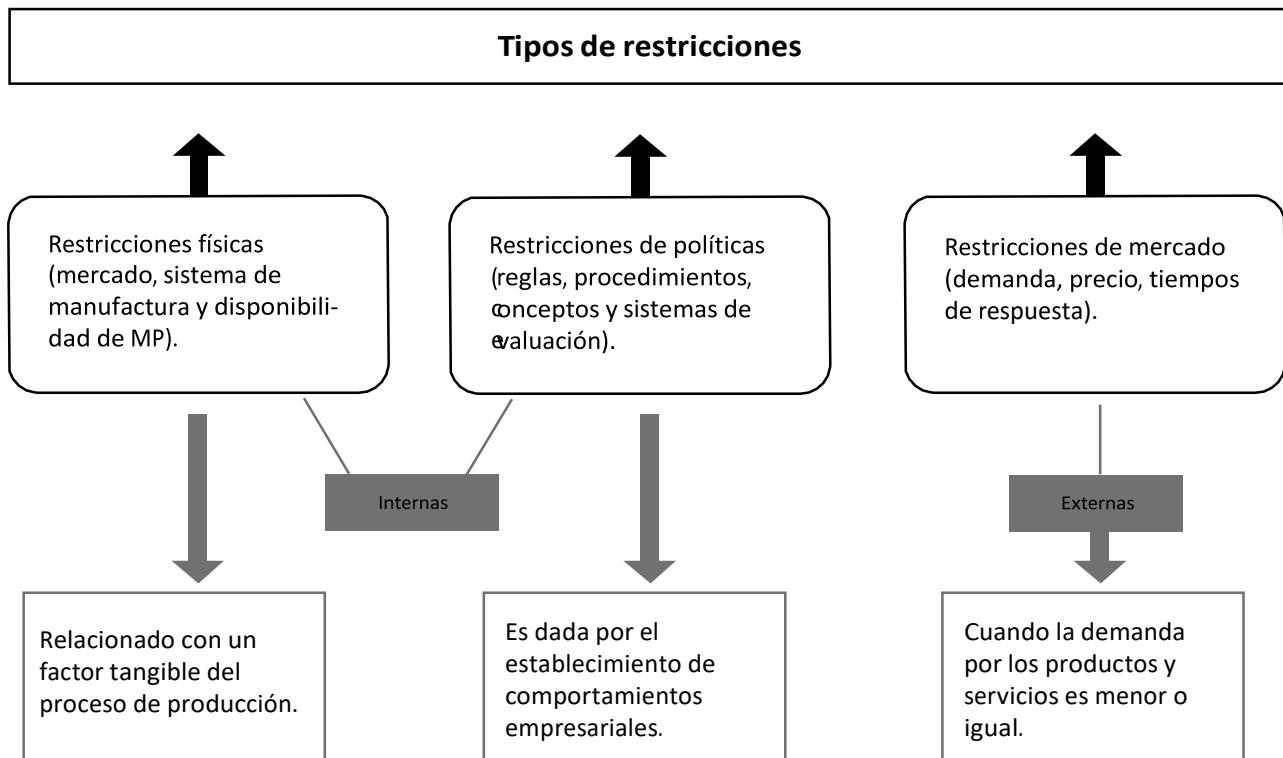 Tipos de restricciones
Restricciones físicas
(mercado, sistema de
manufactura y disponibili-
dad de MP).
Restricciones de políticas
(reglas, procedimientos,
conceptos y sistemas de
evaluación).
Restricciones de mercado
(demanda, precio, tiempos
de respuesta).
Internas
Externas
Relacionado con un
factor tangible del
proceso de producción.
Es dada por el
establecimiento de
comportamientos
empresariales.
Cuando la demanda
por los productos y
servicios es menor o
igual.